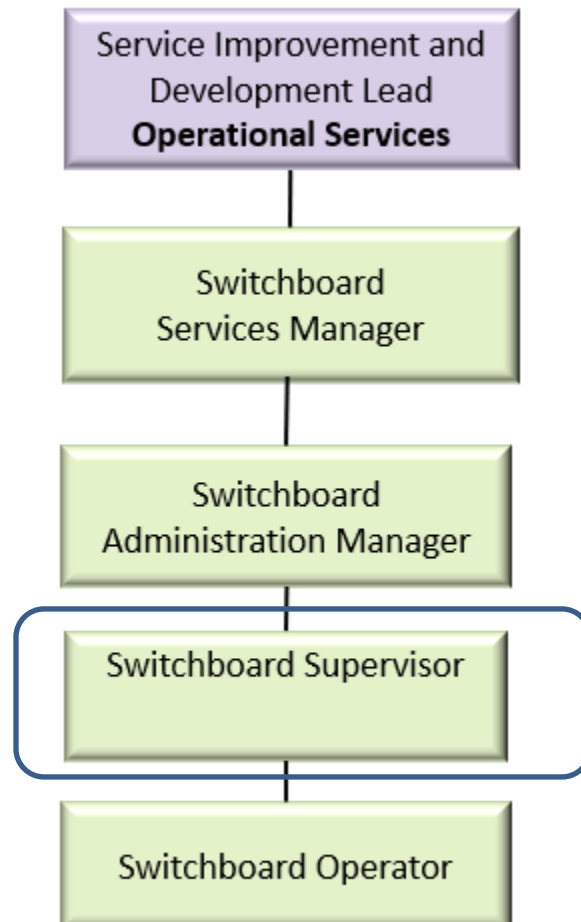 Service Improvement and
Development Lead
Operational Services
Switchboard
Services Manager
Switchboard
Administration Manager
Switchboard Supervisor
Switchboard Operator